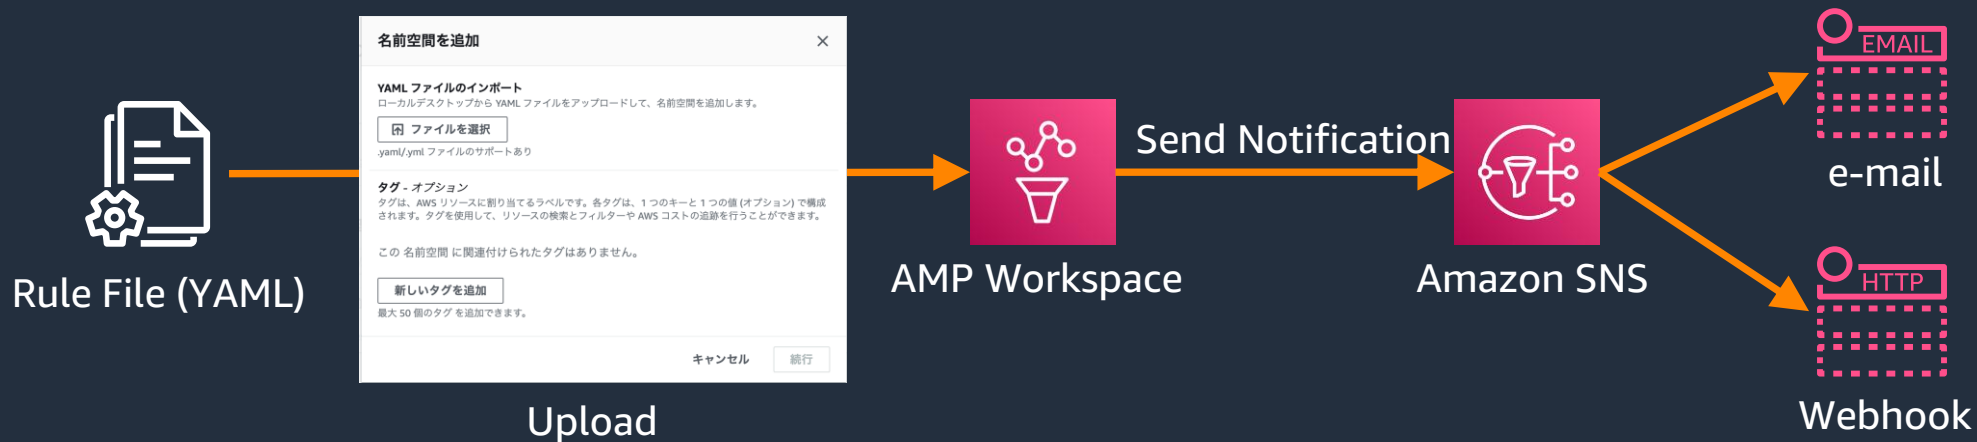 Rule File (YAML)
名前空間を追加
YAML ファイルのインポート
ローカルデスクトップから YAML ファイルをアップロードして、名前空間を追加します。
ファイルを選択
.yaml/.yml ファイルのサポートあり
タグ - オプション
タグは、AWS リソースに割り当てるラベルです。各タグは、1 つのキーと 1 つの値 (オプション) で構成
されます。タグを使用して、リソースの検索とフィルターや AWS コストの追跡を行うことができます。
この 名前空間 に関連付けられたタグはありません。
新しいタグを追加
最大 50 個のタグ を追加できます。
キャンセル 続行
Upload
AMP Workspace
Send Notification
Amazon SNS
EMAIL
e-mail
HTTP
Webhook